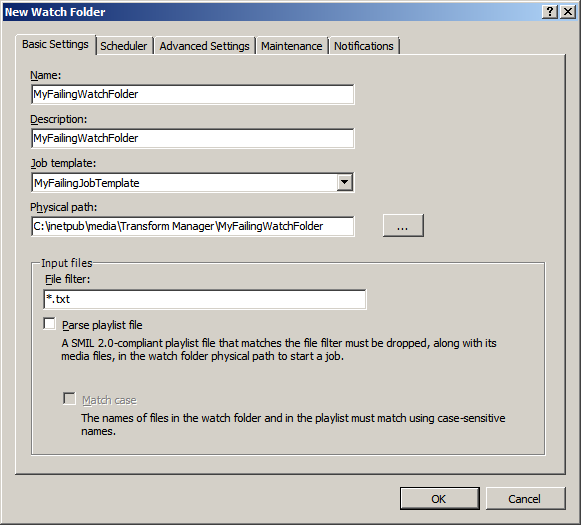 New Watch Folder
Basic Settings Scheduler Advanced Settings Maintenance Notifications
Name:
MyFailingWatchFolder
Description:
MyFailingWatchFolder
Job template:
MyFailingJobTemplate
Physical path:
C:\inetpub\media\Transform Manager\MyFailingWatchFolder
...
Input files
File filter:
*.txt
Parse playlist file
A SMIL 2.0-compliant playlist file that matches the file filter must be dropped, along with its
media files, in the watch folder physical path to start a job.
Match case
The names of files in the watch folder and in the playlist must match using case-sensitive
names.
OK Cancel